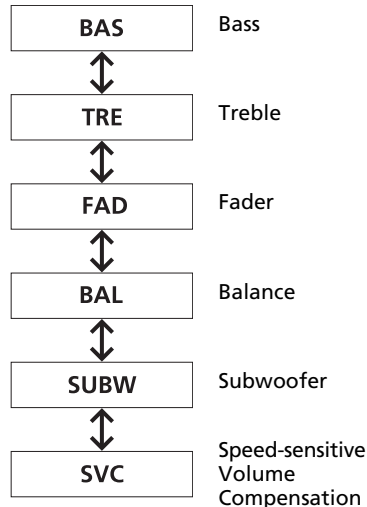 BAS Bass
TRE Treble
FAD Fader
BAL Balance
SUBW Subwoofer
SVC Speed-sensitive
Volume
Compensation